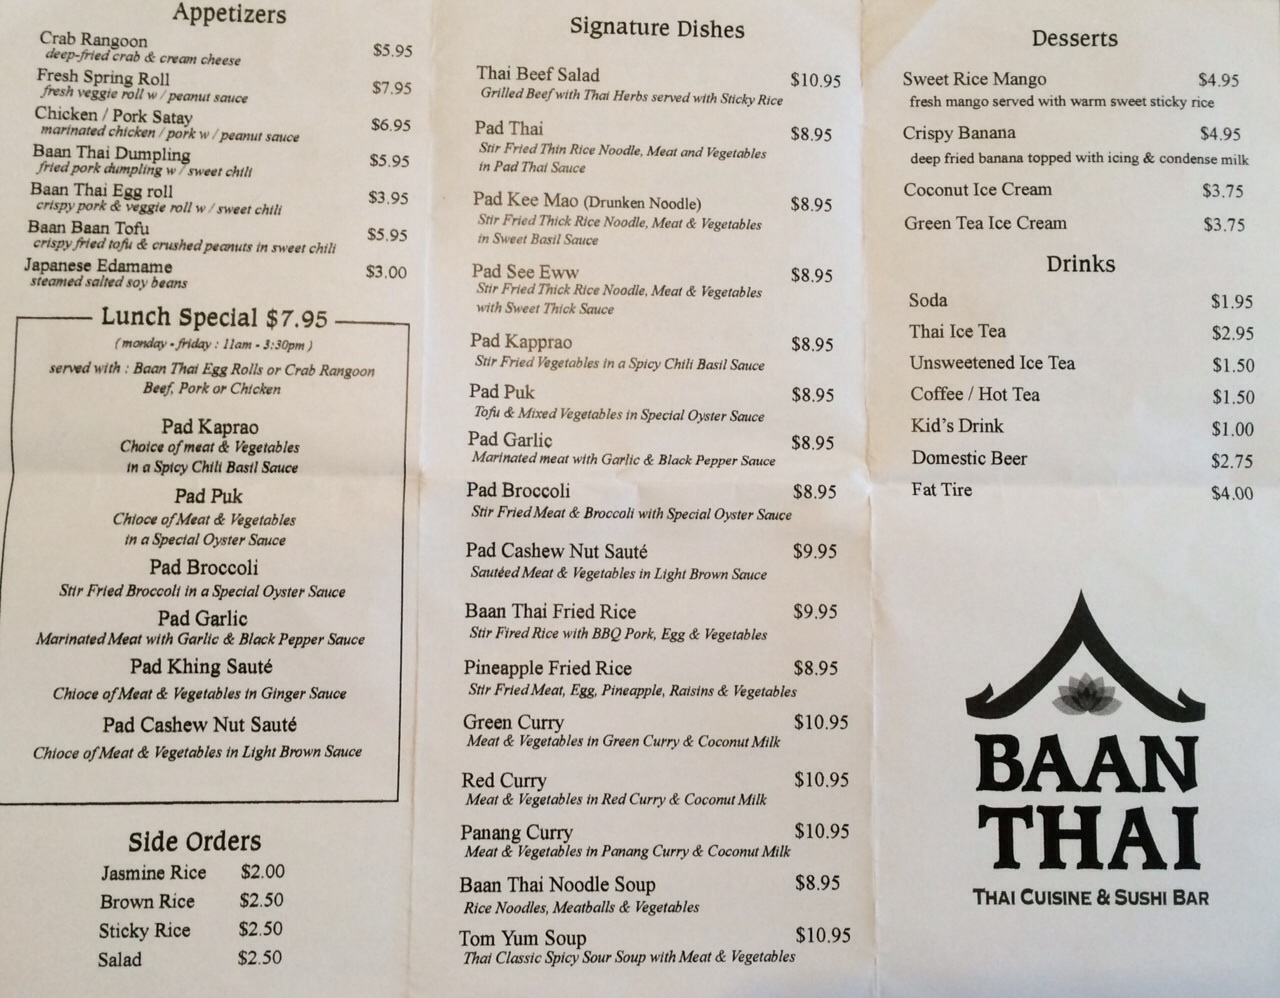 Appetizers
Crab Rangoon $5.95
deep-fried crab & cream cheese
Fresh Spring Roll $7.95
fresh veggie roll w / peanut sauce
Chicken / Pork Satay $6.95
marinated chicken / pork w / peanut sauce
Baan Thai Dumpling $5.95
fried pork dumpling w / sweet chili
Baan Thai Egg roll $3.95
crispy pork & veggie roll w / sweet chili
Baan Baan Tofu $5.95
crispy fried tofu & crushed peanuts in sweet chili
Japanese Edamame $3.00
steamed salted soy beans
Lunch Special $7.95
( monday - friday : 11am - 3:30pm )
served with : Baan Thai Egg Rolls or Crab Rangoon
Beef, Pork or Chicken
Pad Kaprao
Choice of meat & Vegetables
in a Spicy Chili Basil Sauce
Pad Puk
Chioce of Meat & Vegetables
in a Special Oyster Sauce
Pad Broccoli
Stir Fried Broccoli in a Special Oyster Sauce
Pad Garlic
Marinated Meat with Garlic & Black Pepper Sauce
Pad Khing Sauté
Chioce of Meat & Vegetables in Ginger Sauce
Pad Cashew Nut Sauté
Chioce of Meat & Vegetables in Light Brown Sauce
Side Orders
Jasmine Rice $2.00
Brown Rice $2.50
Sticky Rice $2.50
Salad $2.50
Signature Dishes
Thai Beef Salad $10.95
Grilled Beef with Thai Herbs served with Sticky Rice
Pad Thai $8.95
Stir Fried Thin Rice Noodle, Meat and Vegetables
in Pad Thai Sauce
Pad Kee Mao (Drunken Noodle) $8.95
Stir Fried Thick Rice Noodle, Meat & Vegetables
in Sweet Basil Sauce
Pad See Eww $8.95
Stir Fried Thick Rice Noodle, Meat & Vegetables
with Sweet Thick Sauce
Pad Kapprao $8.95
Stir Fried Vegetables in a Spicy Chili Basil Sauce
Pad Puk $8.95
Tofu & Mixed Vegetables in Special Oyster Sauce
Pad Garlic $8.95
Marinated meat with Garlic & Black Pepper Sauce
Pad Broccoli $8.95
Stir Fried Meat & Broccoli with Special Oyster Sauce
Pad Cashew Nut Sauté $9.95
Sautéed Meat & Vegetables in Light Brown Sauce
Baan Thai Fried Rice $9.95
Stir Fired Rice with BBQ Pork, Egg & Vegetables
Pineapple Fried Rice $8.95
Stir Fried Meat, Egg, Pineapple, Raisins & Vegetables
Green Curry $10.95
Meat & Vegetables in Green Curry & Coconut Milk
Red Curry $10.95
Meat & Vegetables in Red Curry & Coconut Milk
Panang Curry $10.95
Meat & Vegetables in Panang Curry & Coconut Milk
Baan Thai Noodle Soup $8.95
Rice Noodles, Meatballs & Vegetables
Tom Yum Soup $10.95
Thai Classic Spicy Sour Soup with Meat & Vegetables
Desserts
Sweet Rice Mango $4.95
fresh mango served with warm sweet sticky rice
Crispy Banana $4.95
deep fried banana topped with icing & condense milk
Coconut Ice Cream $3.75
Green Tea Ice Cream $3.75
Drinks
Soda $1.95
Thai Ice Tea $2.95
Unsweetened Ice Tea $1.50
Coffee / Hot Tea $1.50
Kid's Drink $1.00
Domestic Beer $2.75
Fat Tire $4.00
BAAN
THAI
THAI CUISINE & SUSHI BAR